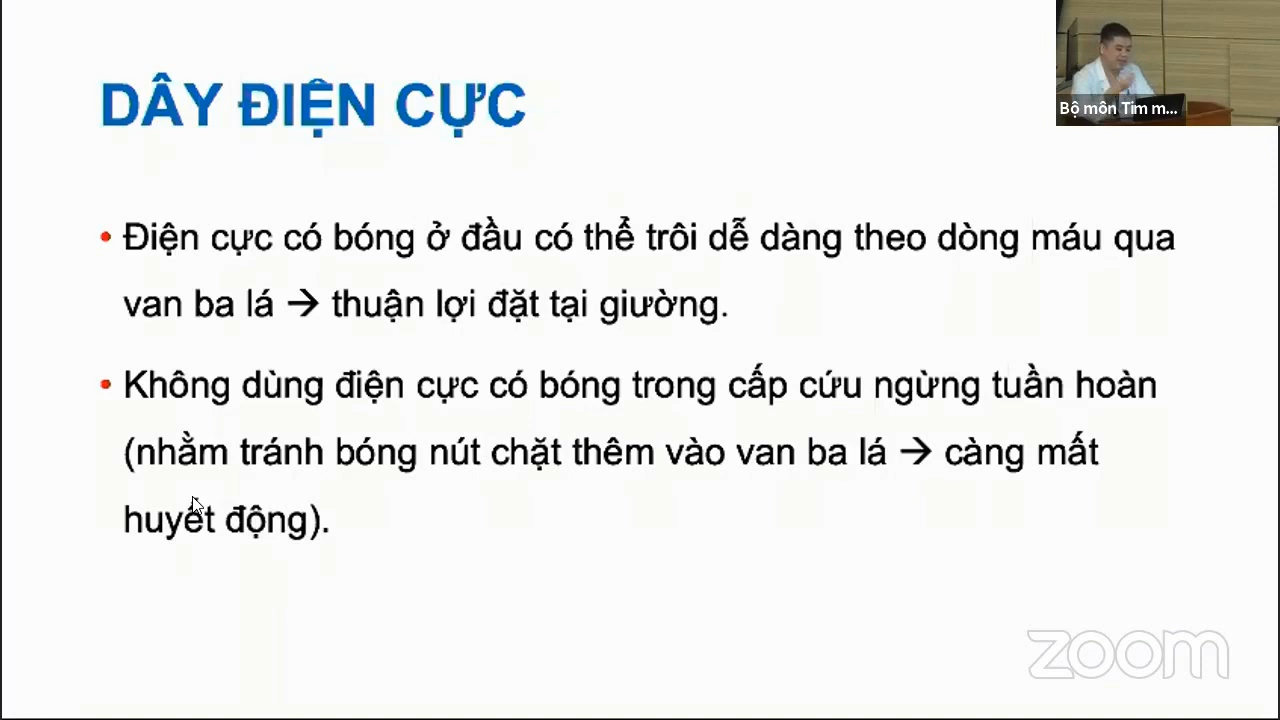 DÂY ĐIỆN CỰC
Bộ môn Tim m...
• Điện cực có bóng ở đầu có thể trôi dễ dàng theo dòng máu qua
van ba lá → thuận lợi đặt tại giường.
• Không dùng điện cực có bóng trong cấp cứu ngừng tuần hoàn
(nhằm tránh bóng nút chặt thêm vào van ba lá → càng mất
huyết động).
zoom